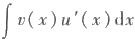 ∫ v(x) u′(x) dx